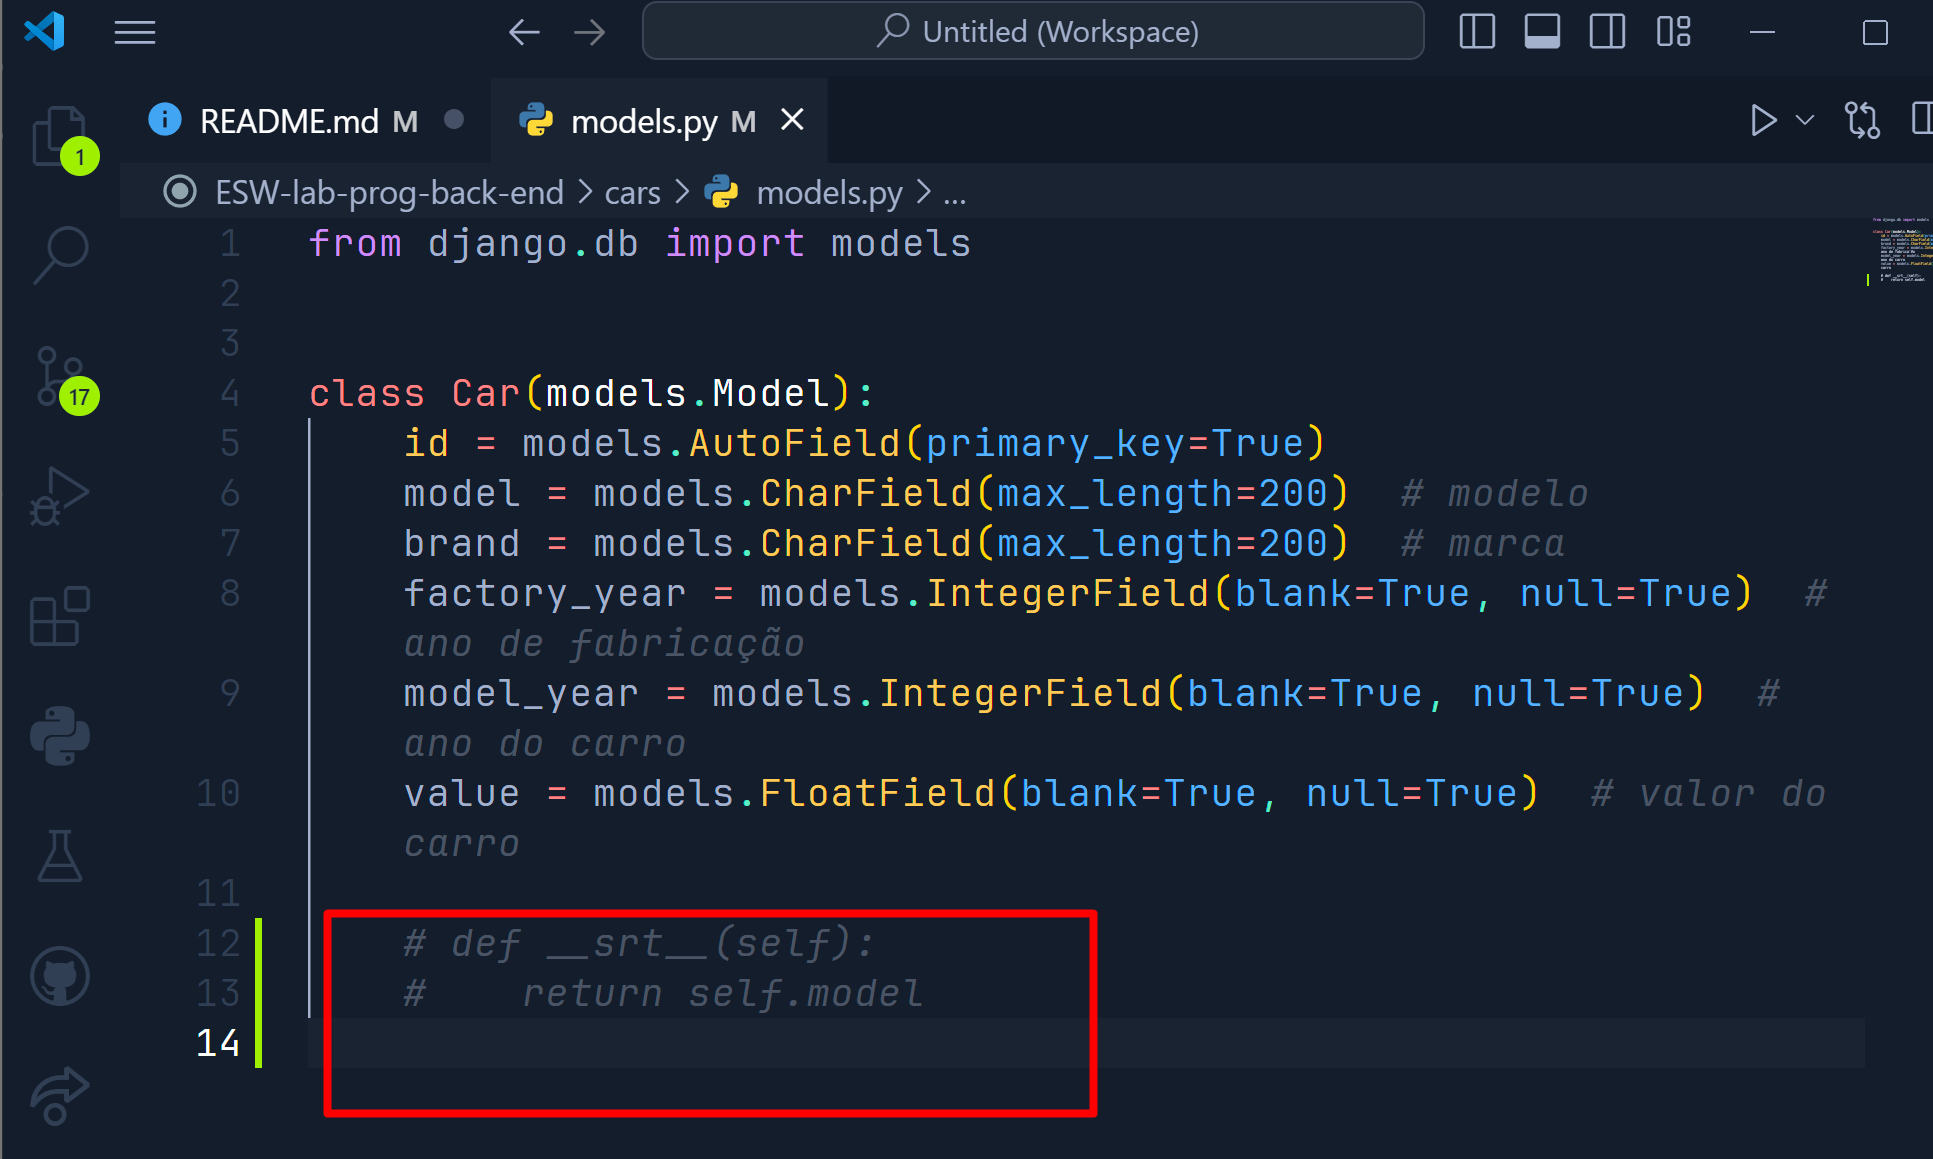 Untitled (Workspace)
README.md M
models.py M
1
ESW-lab-prog-back-end > cars > models.py > ...
17
1 from django.db import models
2
3
4 class Car(models.Model):
5 id = models.AutoField(primary_key=True)
6 model = models.CharField(max_length=200)  # modelo
7 brand = models.CharField(max_length=200)  # marca
8 factory_year = models.IntegerField(blank=True, null=True)  #
ano de fabricação
9 model_year = models.IntegerField(blank=True, null=True)  #
ano do carro
10 value = models.FloatField(blank=True, null=True)  # valor do
carro
11
12 # def __srt__(self):
13 #    return self.model
14